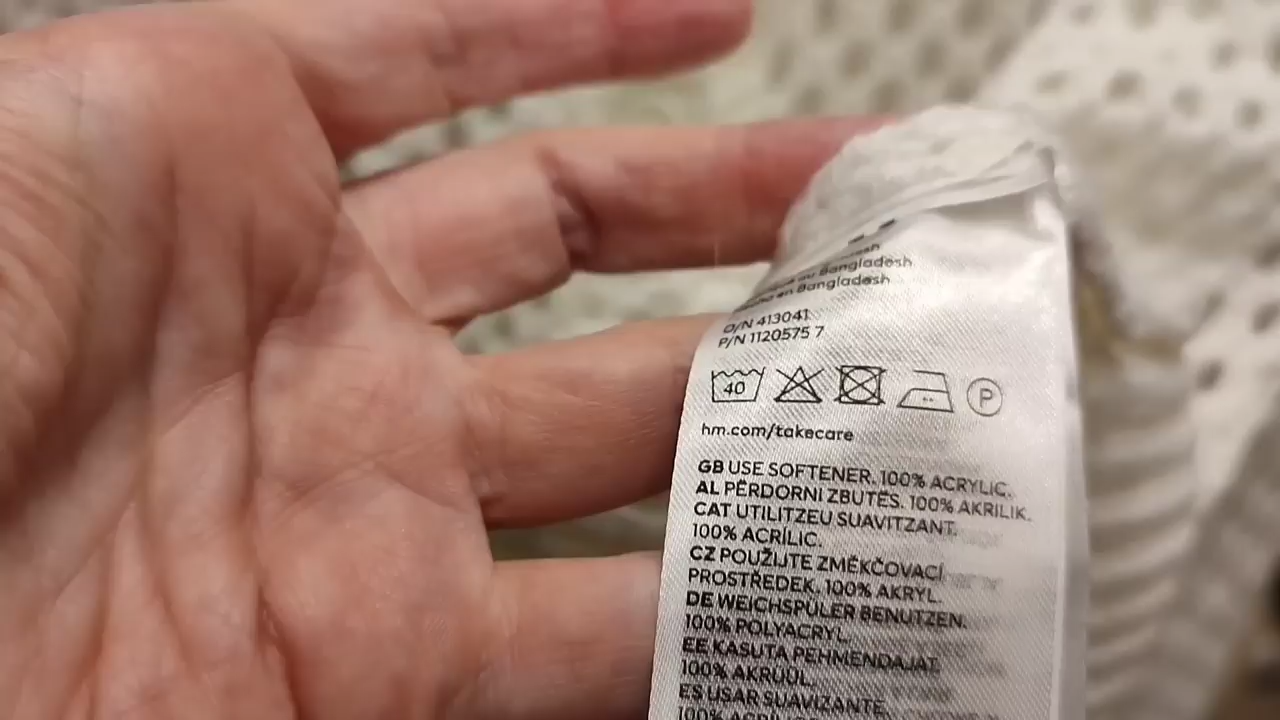 au Bangladesh
en Bangladesh
O/N 413041
P/N 1120575 7
40 P
hm.com/takecare
GB USE SOFTENER. 100% ACRYLIC.
AL PËRDORNI ZBUTËS. 100% AKRILIK.
CAT UTILITZEU SUAVITZANT.
100% ACRÍLIC.
CZ POUŽIJTE ZMĚKČOVACÍ
PROSTŘEDEK. 100% AKRYL.
DE WEICHSPÜLER BENUTZEN.
100% POLYACRYL.
EE KASUTA PEHMENDAJAT.
100% AKRÜÜL.
ES USAR SUAVIZANTE.
100%